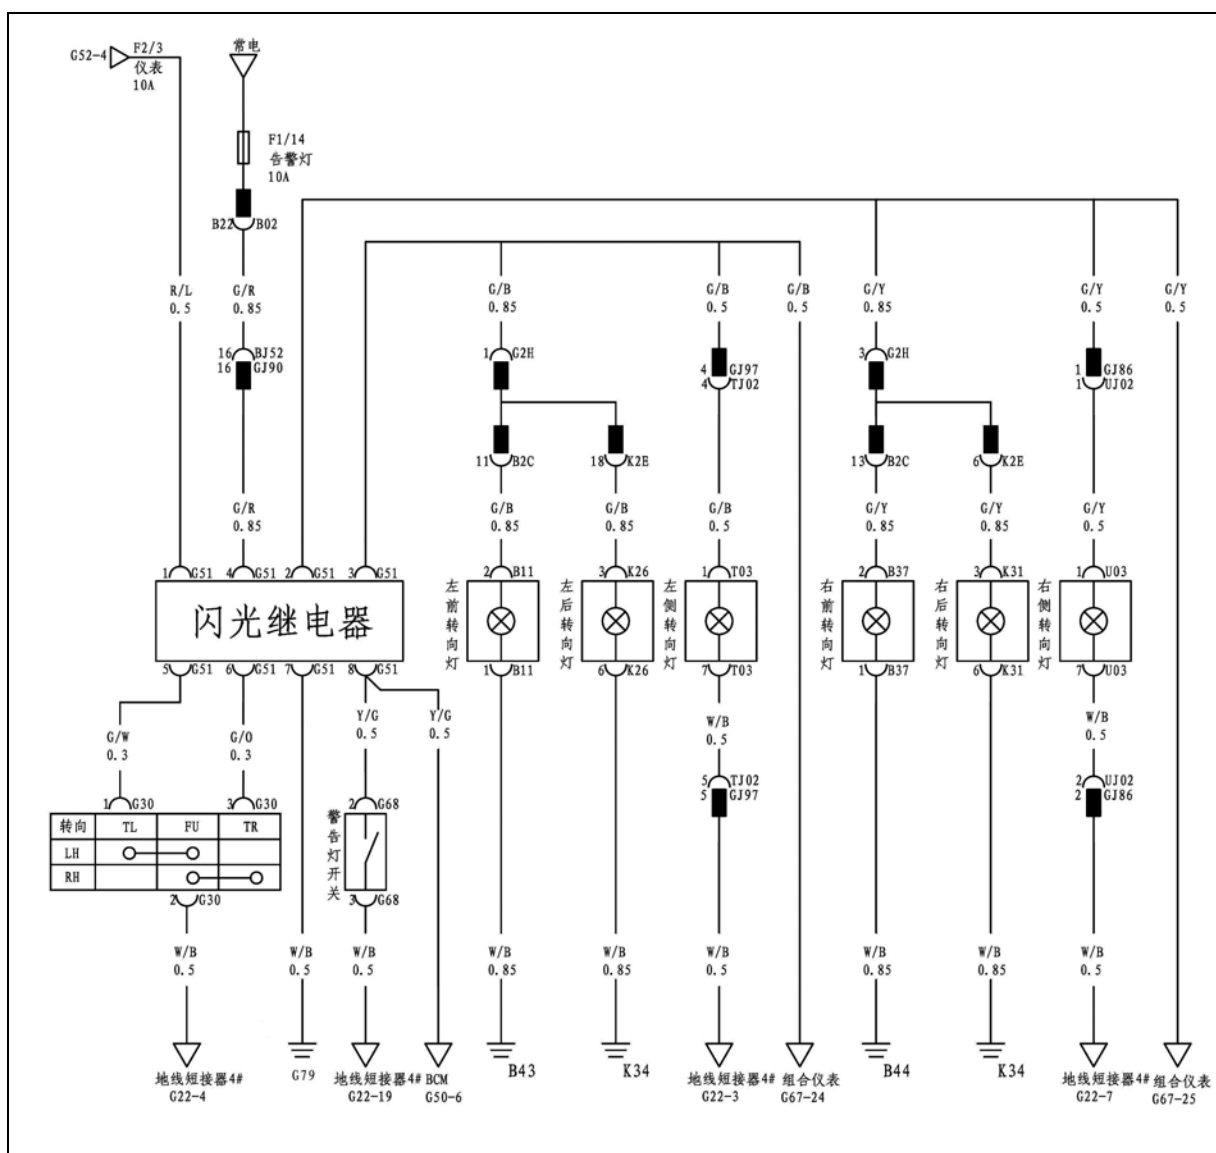 G52-4
F2/3
仪表
10A
常电
F1/14
告警灯
10A
B22 B02
R/L
0.5
G/R
0.85
G/B
0.85
G/B
0.5
G/B
0.5
G/Y
0.85
G/Y
0.5
G/Y
0.5
16 BJ52
16 GJ90
1 G2H
4 GJ97
4 TJ02
3 G2H
1 GJ86
1 UJ02
11 B2C
18 K2E
13 B2C
6 K2E
G/R
0.85
G/B
0.85
G/B
0.85
G/B
0.5
G/Y
0.85
G/Y
0.85
G/Y
0.5
1 G51
4 G51
2 G51
3 G51
2 B11
3 K26
1 T03
2 B37
3 K31
1 U03
闪光继电器
左前转向灯
左后转向灯
左侧转向灯
右前转向灯
右后转向灯
右侧转向灯
5 G51
6 G51
7 G51
8 G51
1 B11
6 K26
7 T03
1 B37
6 K31
7 U03
G/W
0.3
G/O
0.3
Y/G
0.5
Y/G
0.5
W/B
0.5
W/B
0.5
1 G30
3 G30
2 G68
5 TJ02
5 GJ97
2 UJ02
2 GJ86
转向 TL FU TR
LH
RH
警告灯开关
2 G30
3 G68
W/B
0.5
W/B
0.5
W/B
0.5
W/B
0.85
W/B
0.85
W/B
0.5
W/B
0.85
W/B
0.85
W/B
0.5
地线短接器4#
G22-4
G79
地线短接器4#
G22-19
BCM
G50-6
B43
K34
地线短接器4#
G22-3
组合仪表
G67-24
B44
K34
地线短接器4#
G22-7
组合仪表
G67-25